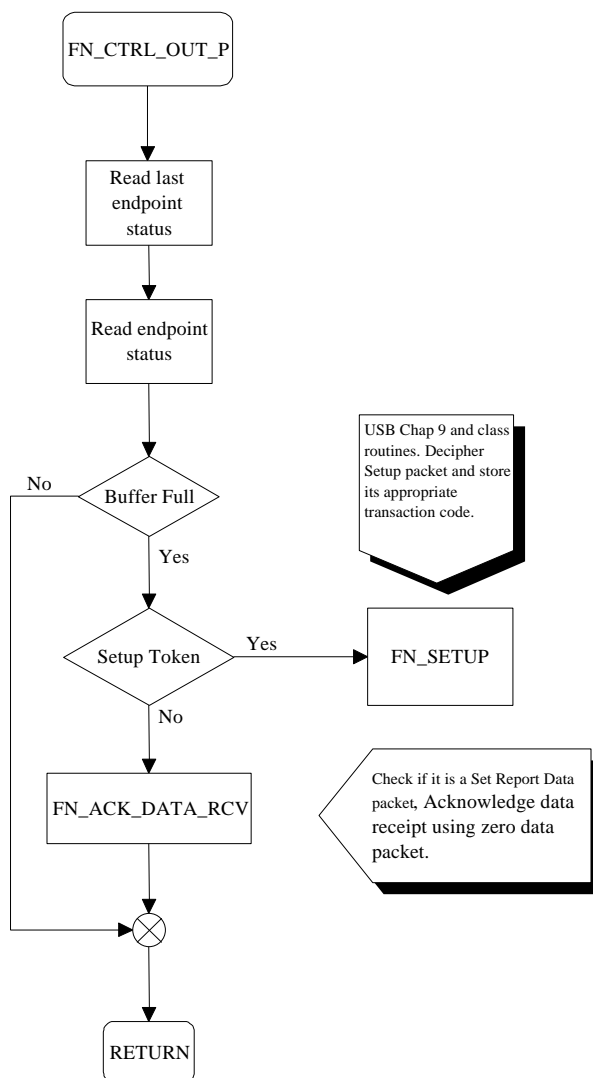 FN_CTRL_OUT_P
Read last
endpoint
status
Read endpoint
status
USB Chap 9 and class
routines. Decipher
Setup packet and store
its appropriate
transaction code.
No
Buffer Full
Yes
Setup Token
Yes
FN_SETUP
No
FN_ACK_DATA_RCV
Check if it is a Set Report Data
packet, Acknowledge data
receipt using zero data
packet.
RETURN